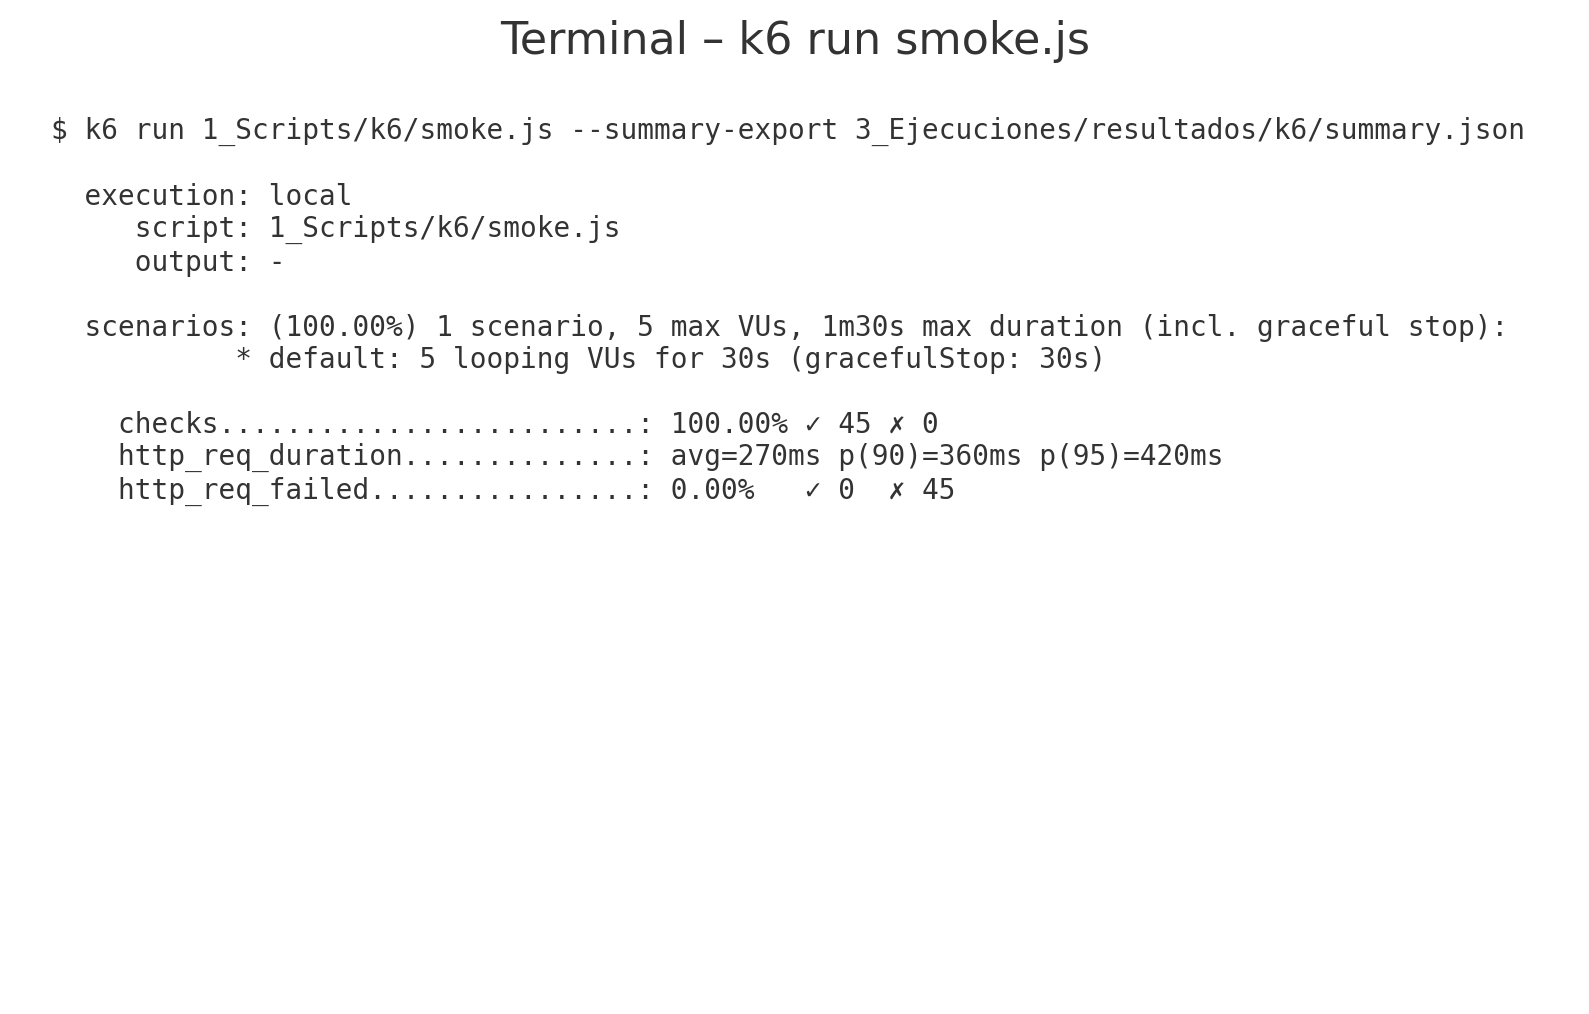 Terminal – k6 run smoke.js
$ k6 run 1_Scripts/k6/smoke.js --summary-export 3_Ejecuciones/resultados/k6/summary.json
execution: local
script: 1_Scripts/k6/smoke.js
output: -
scenarios: (100.00%) 1 scenario, 5 max VUs, 1m30s max duration (incl. graceful stop):
* default: 5 looping VUs for 30s (gracefulStop: 30s)
checks.........................: 100.00% ✓ 45 ✗ 0
http_req_duration..............: avg=270ms p(90)=360ms p(95)=420ms
http_req_failed................: 0.00%   ✓ 0  ✗ 45